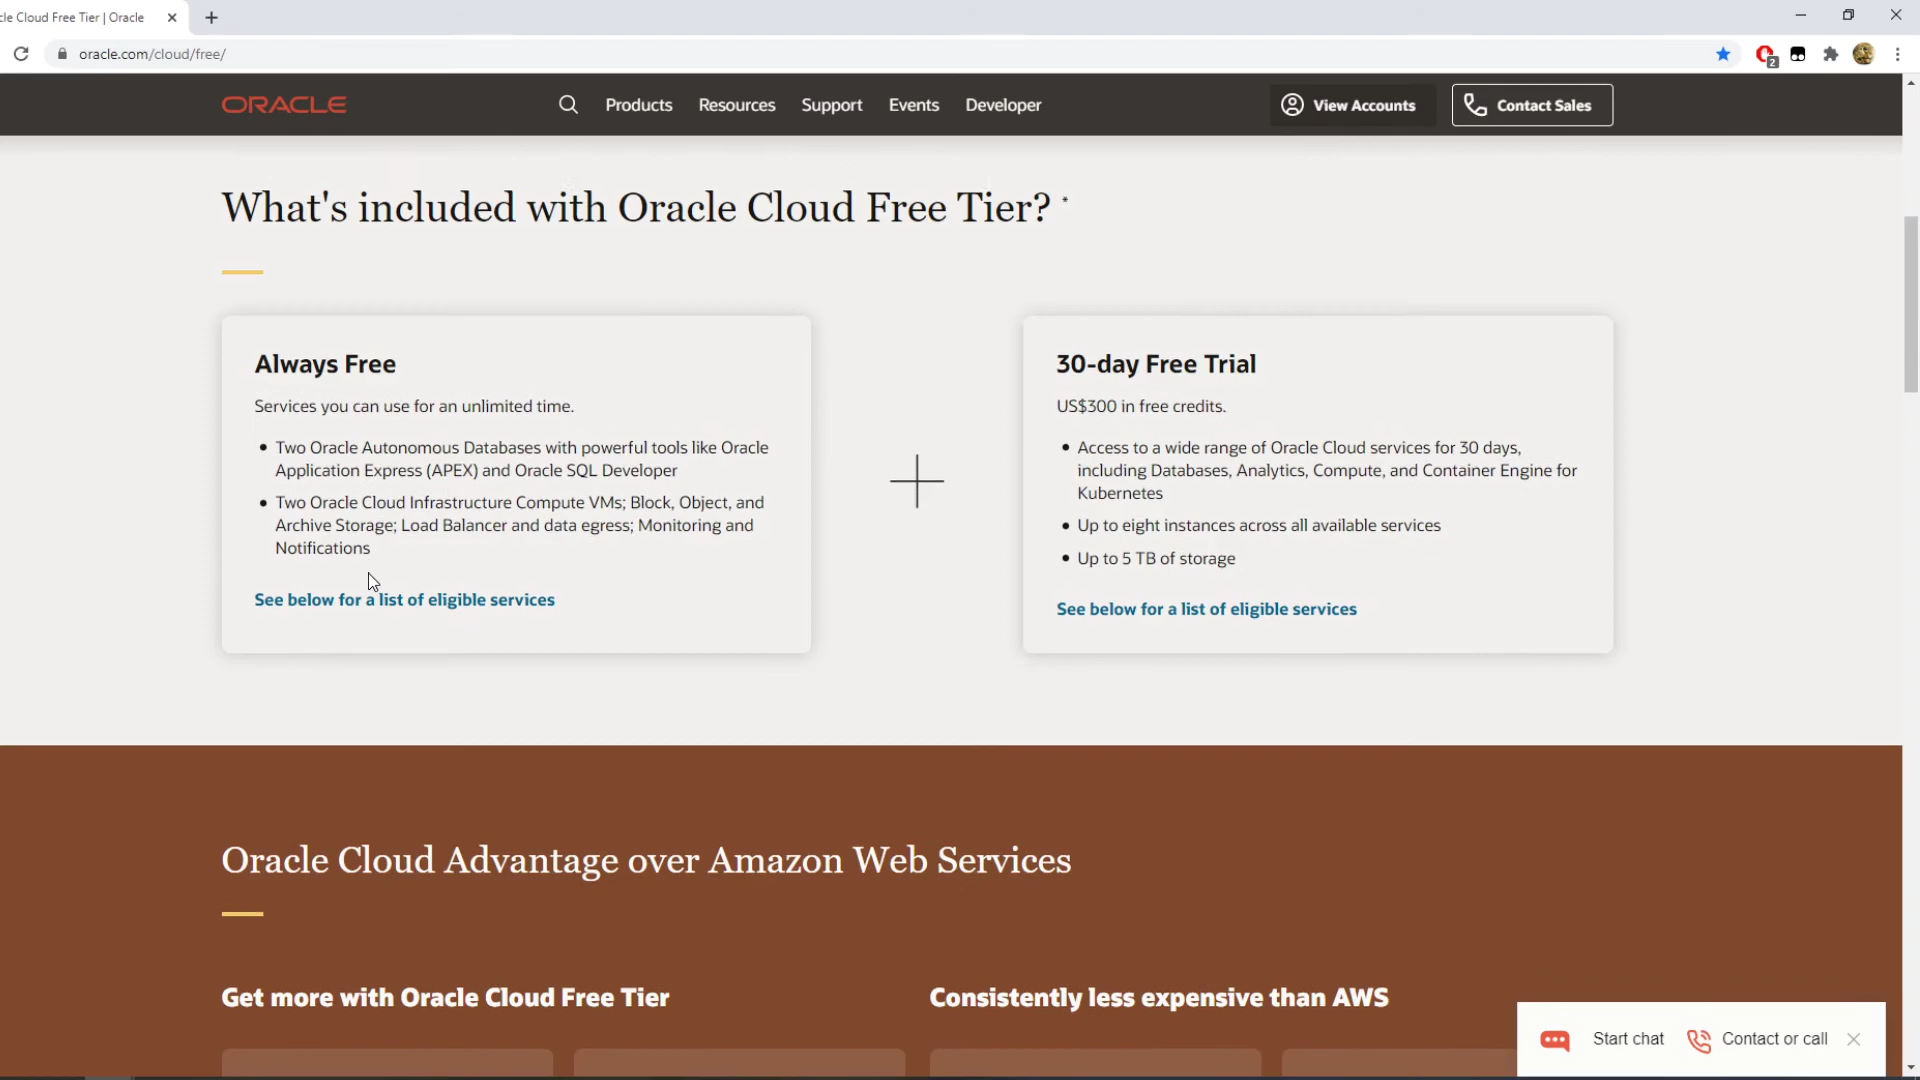 cle Cloud Free Tier | Oracle
oracle.com/cloud/free/
2
ORACLE
Products
Resources
Support
Events
Developer
View Accounts
Contact Sales
What's included with Oracle Cloud Free Tier? *
Always Free
Services you can use for an unlimited time.
• Two Oracle Autonomous Databases with powerful tools like Oracle
Application Express (APEX) and Oracle SQL Developer
• Two Oracle Cloud Infrastructure Compute VMs; Block, Object, and
Archive Storage; Load Balancer and data egress; Monitoring and
Notifications
See below for a list of eligible services
30-day Free Trial
US$300 in free credits.
• Access to a wide range of Oracle Cloud services for 30 days,
including Databases, Analytics, Compute, and Container Engine for
Kubernetes
• Up to eight instances across all available services
• Up to 5 TB of storage
See below for a list of eligible services
Oracle Cloud Advantage over Amazon Web Services
Get more with Oracle Cloud Free Tier
Consistently less expensive than AWS
Start chat
Contact or call